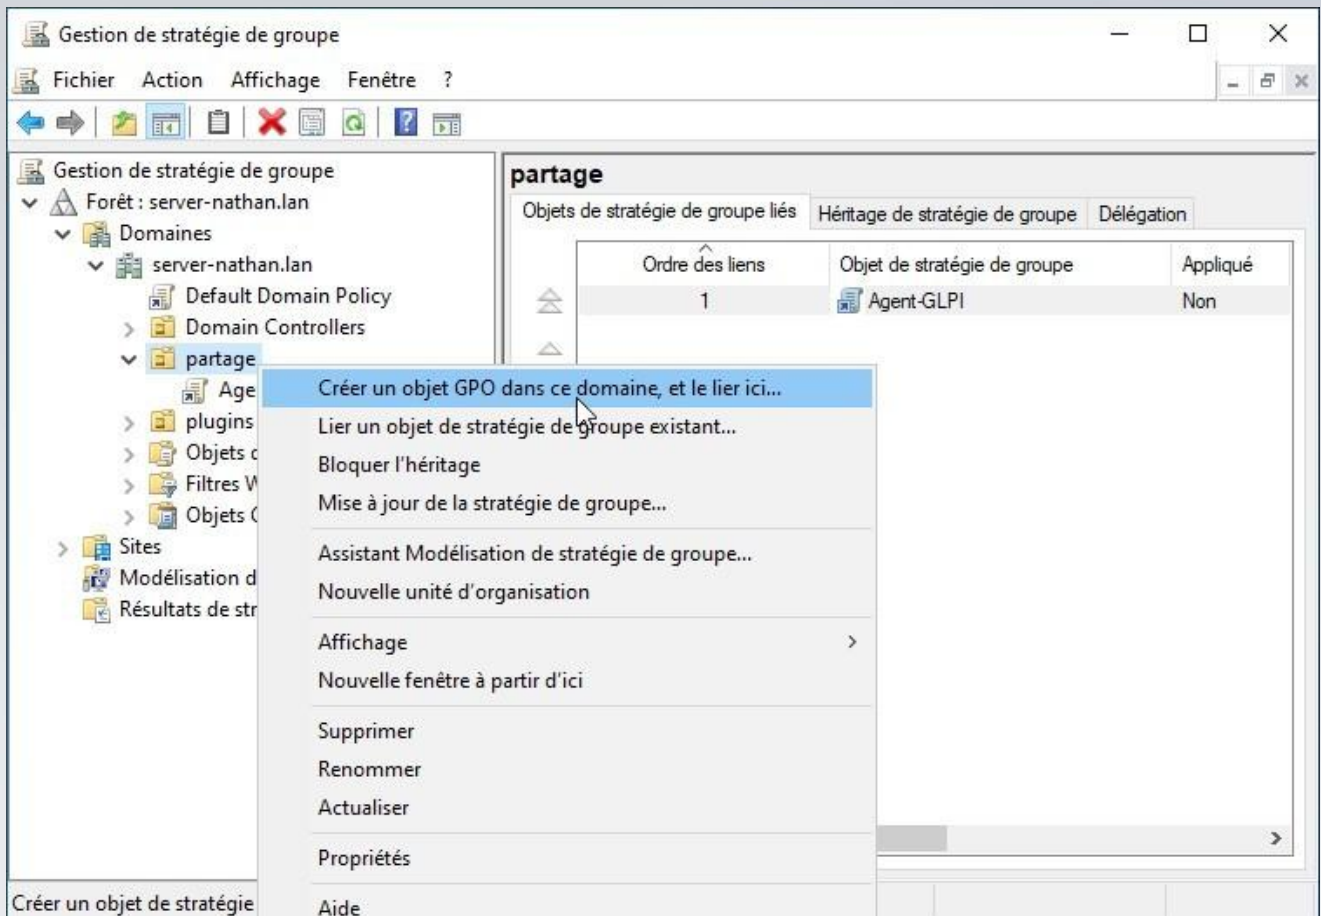 Gestion de stratégie de groupe
Fichier Action Affichage Fenêtre ?
Gestion de stratégie de groupe
Forêt : server-nathan.lan
Domaines
server-nathan.lan
Default Domain Policy
Domain Controllers
partage
Age
plugins
Objets d
Filtres W
Objets G
Sites
Modélisation d
Résultats de str
partage
Objets de stratégie de groupe liés Héritage de stratégie de groupe Délégation
Ordre des liens Objet de stratégie de groupe Appliqué
1 Agent-GLPI Non
Créer un objet GPO dans ce domaine, et le lier ici...
Lier un objet de stratégie de groupe existant...
Bloquer l'héritage
Mise à jour de la stratégie de groupe...
Assistant Modélisation de stratégie de groupe...
Nouvelle unité d'organisation
Affichage
Nouvelle fenêtre à partir d'ici
Supprimer
Renommer
Actualiser
Propriétés
Aide
Créer un objet de stratégie